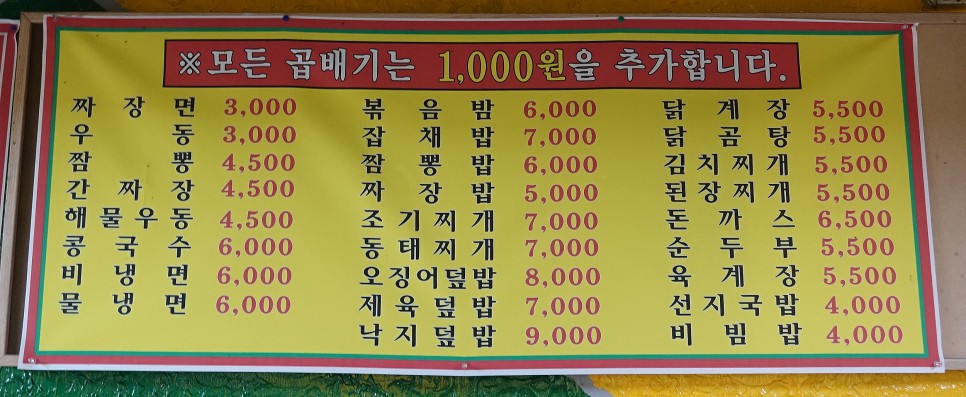 ※모든 곱배기는 1,000원을 추가합니다.
짜장면 3,000
우동 3,000
짬뽕 4,500
간짜장 4,500
해물우동 4,500
콩국수 6,000
비냉면 6,000
물냉면 6,000
볶음밥 6,000
잡채밥 7,000
짬뽕밥 6,000
짜장밥 5,000
조기찌개 7,000
동태찌개 7,000
오징어덮밥 8,000
제육덮밥 7,000
낙지덮밥 9,000
닭계장 5,500
닭곰탕 5,500
김치찌개 5,500
된장찌개 5,500
돈까스 6,500
순두부 5,500
육계장 5,500
선지국밥 4,000
비빔밥 4,000